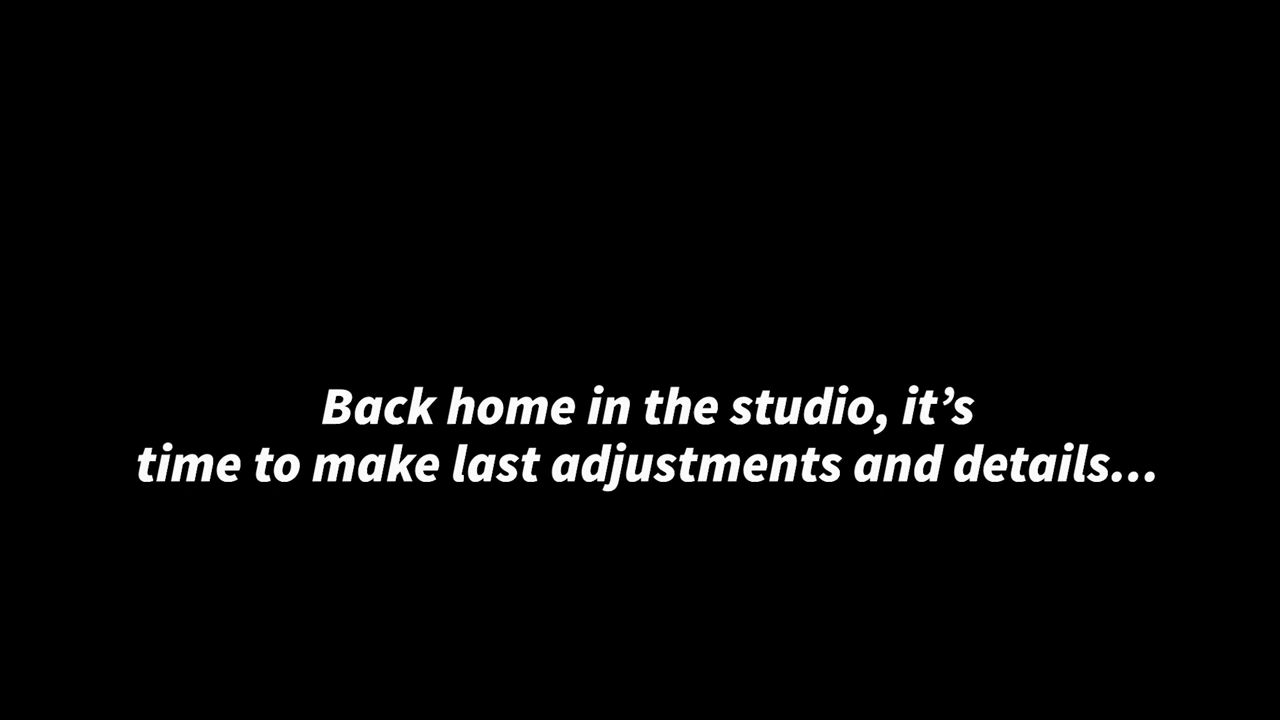 Back home in the studio, it’s
time to make last adjustments and details...